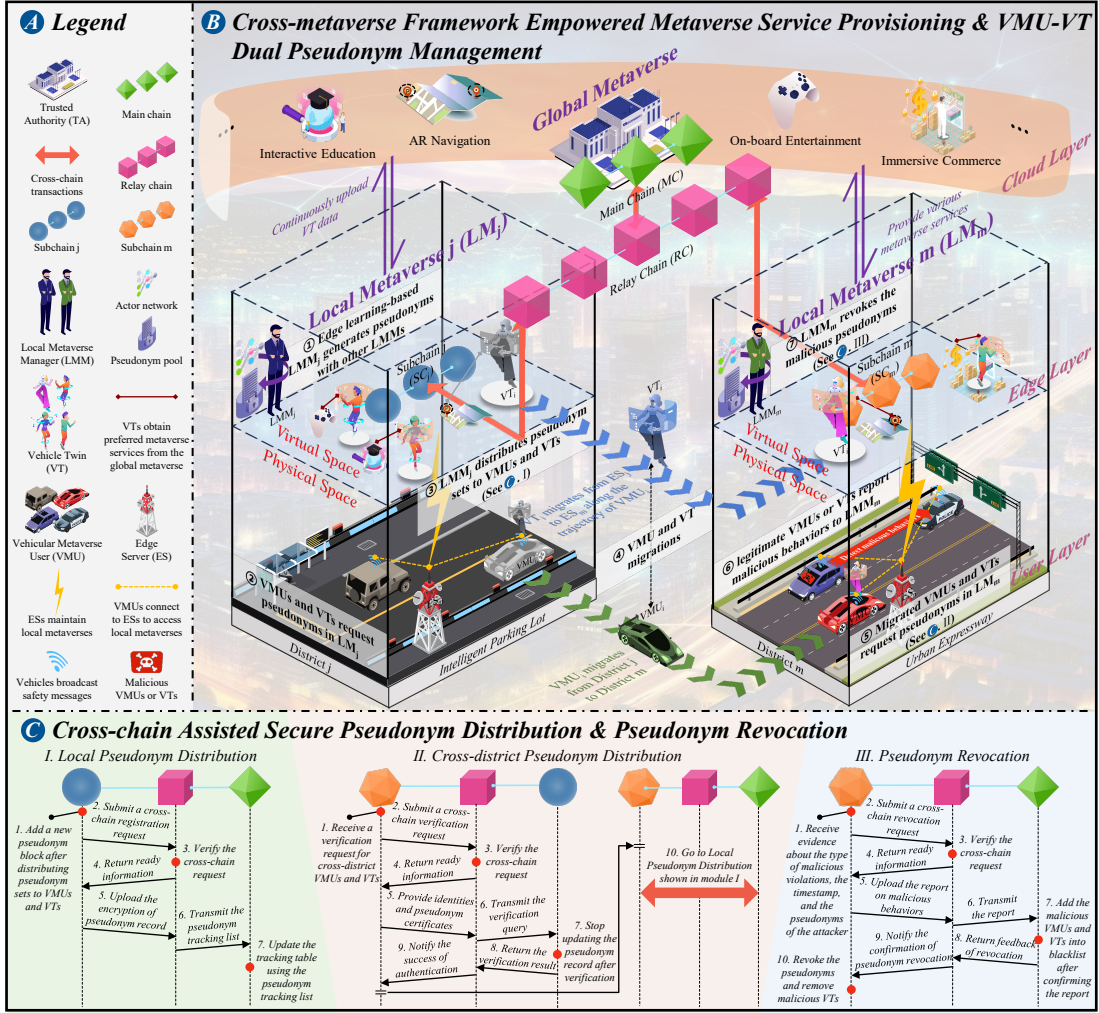 A Legend
Trusted
Authority (TA)
Main chain
Cross-chain
transactions
Relay chain
Subchain j
Subchain m
Local Metaverse
Manager (LMM)
Actor network
Pseudonym pool
Vehicle Twin
(VT)
VTs obtain
preferred metaverse
services from the
global metaverse
Vehicular Metaverse
User (VMU)
Edge
Server (ES)
ESs maintain
local metaverses
VMUs connect
to ESs to access
local metaverses
Vehicles broadcast
safety messages
Malicious
VMUs or VTs
B Cross-metaverse Framework Empowered Metaverse Service Provisioning & VMU-VT
Dual Pseudonym Management
...
Interactive Education
AR Navigation
Global Metaverse
On-board Entertainment
Immersive Commerce
...
Cloud Layer
Main Chain (MC)
Relay Chain (RC)
Continuously upload
VT data
Provide various
metaverse services
Local Metaverse j (LMj)
① Edge learning-based
LMMj generates pseudonyms
with other LMMs
LMMj
Subchain j
(SCj)
VTi
Virtual Space
Physical Space
③ LMMj distributes pseudonym
sets to VMUs and VTs
(See C. I)
② VMUs and VTs request
pseudonyms in LMj
VMUi
District j
Intelligent Parking Lot
VTi
VT migrates from ESj
to ESm along the
trajectory of VMUi
④ VMU and VT
migrations
VMUi
VMUi migrates
from District j
to District m
Local Metaverse m (LMm)
⑦ LMMm revokes the
malicious pseudonyms
(See C. III)
LMMm
Subchain m
(SCm)
VTi
Edge Layer
Virtual Space
Physical Space
⑥ legitimate VMUs or VTs report
malicious behaviors to LMMm
Detect malicious behaviors
POLICE
User Layer
⑤ Migrated VMUs and VTs
request pseudonyms in LMm
(See C. II)
District m
Urban Expressway
C Cross-chain Assisted Secure Pseudonym Distribution & Pseudonym Revocation
I. Local Pseudonym Distribution
1. Add a new
pseudonym
block after
distributing
pseudonym
sets to VMUs
and VTs
2. Submit a cross-
chain registration
request
3. Verify the
cross-chain
request
4. Return ready
information
5. Upload the
encryption of
pseudonym record
6. Transmit the
pseudonym
tracking list
7. Update the
tracking table
using the
pseudonym
tracking list
II. Cross-district Pseudonym Distribution
1. Receive a
verification
request for
cross-district
VMUs and VTs
2. Submit a cross-
chain verification
request
3. Verify the
cross-chain
request
4. Return ready
information
5. Provide identities
and pseudonym
certificates
6. Transmit the
verification
query
7. Stop
updating the
pseudonym
record after
verification
8. Return the
verification result
9. Notify the
success of
authentication
10. Go to Local
Pseudonym Distribution
shown in module I
III. Pseudonym Revocation
1. Receive
evidence
about the type
of malicious
violations, the
timestamp,
and the
pseudonyms
of the attacker
2. Submit a cross-
chain revocation
request
3. Verify the
cross-chain
request
4. Return ready
information
5. Upload the report
on malicious
behaviors
6. Transmit
the report
7. Add the
malicious
VMUs and
VTs into
blacklist
after
confirming
the report
8. Return feedback
of revocation
9. Notify the
confirmation of
pseudonym revocation
10. Revoke the
pseudonyms
and remove
malicious VTs